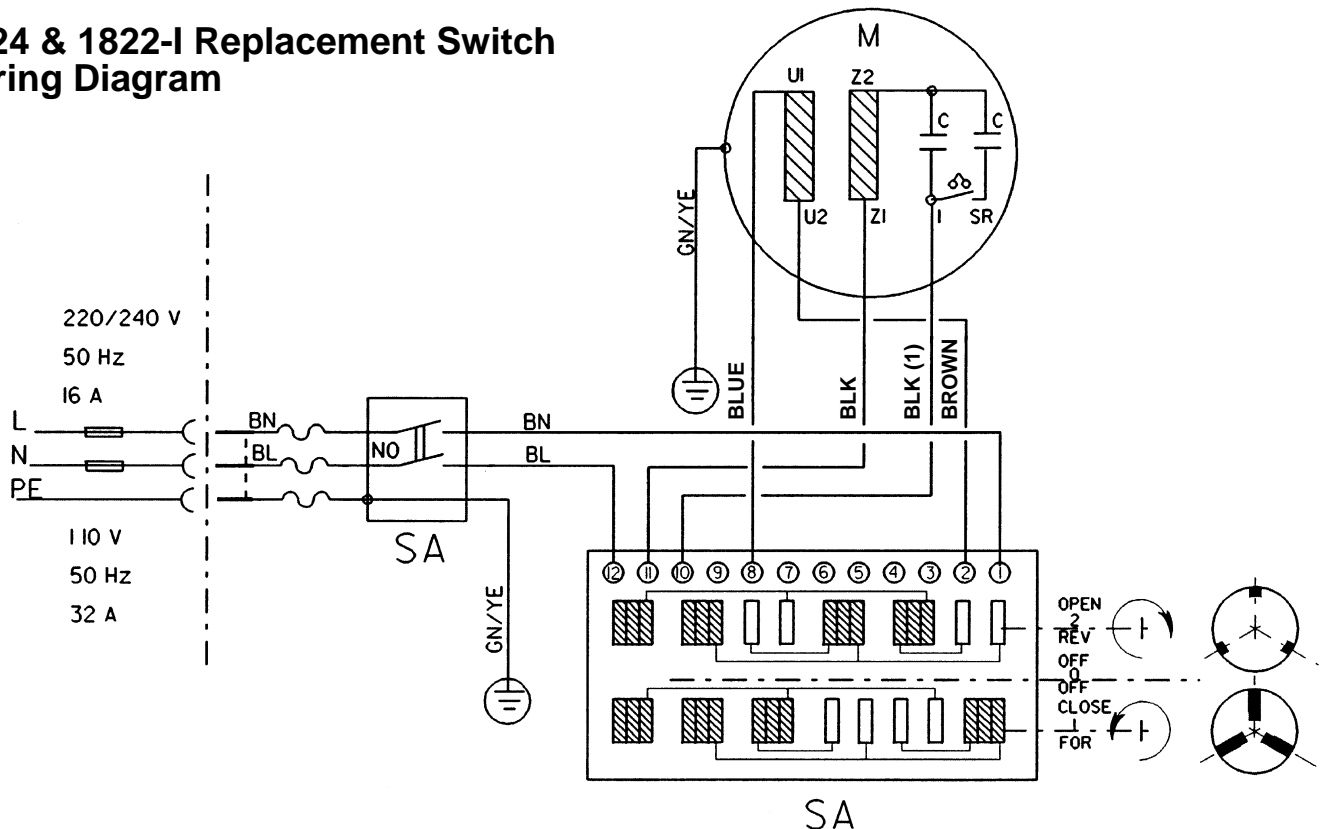 24 & 1822-I Replacement Switch
ring Diagram
M
U1 Z2
C C
U2 Z1 1 SR
GN/YE
220/240 V
50 Hz
16 A
BLUE
BLK
BLK (1)
BROWN
L BN BN
N BL NO BL
PE
SA
110 V
50 Hz
32 A
GN/YE
12 11 10 9 8 7 6 5 4 3 2 1
OPEN
2
REV
OFF
0
OFF
CLOSE
1
FOR
SA